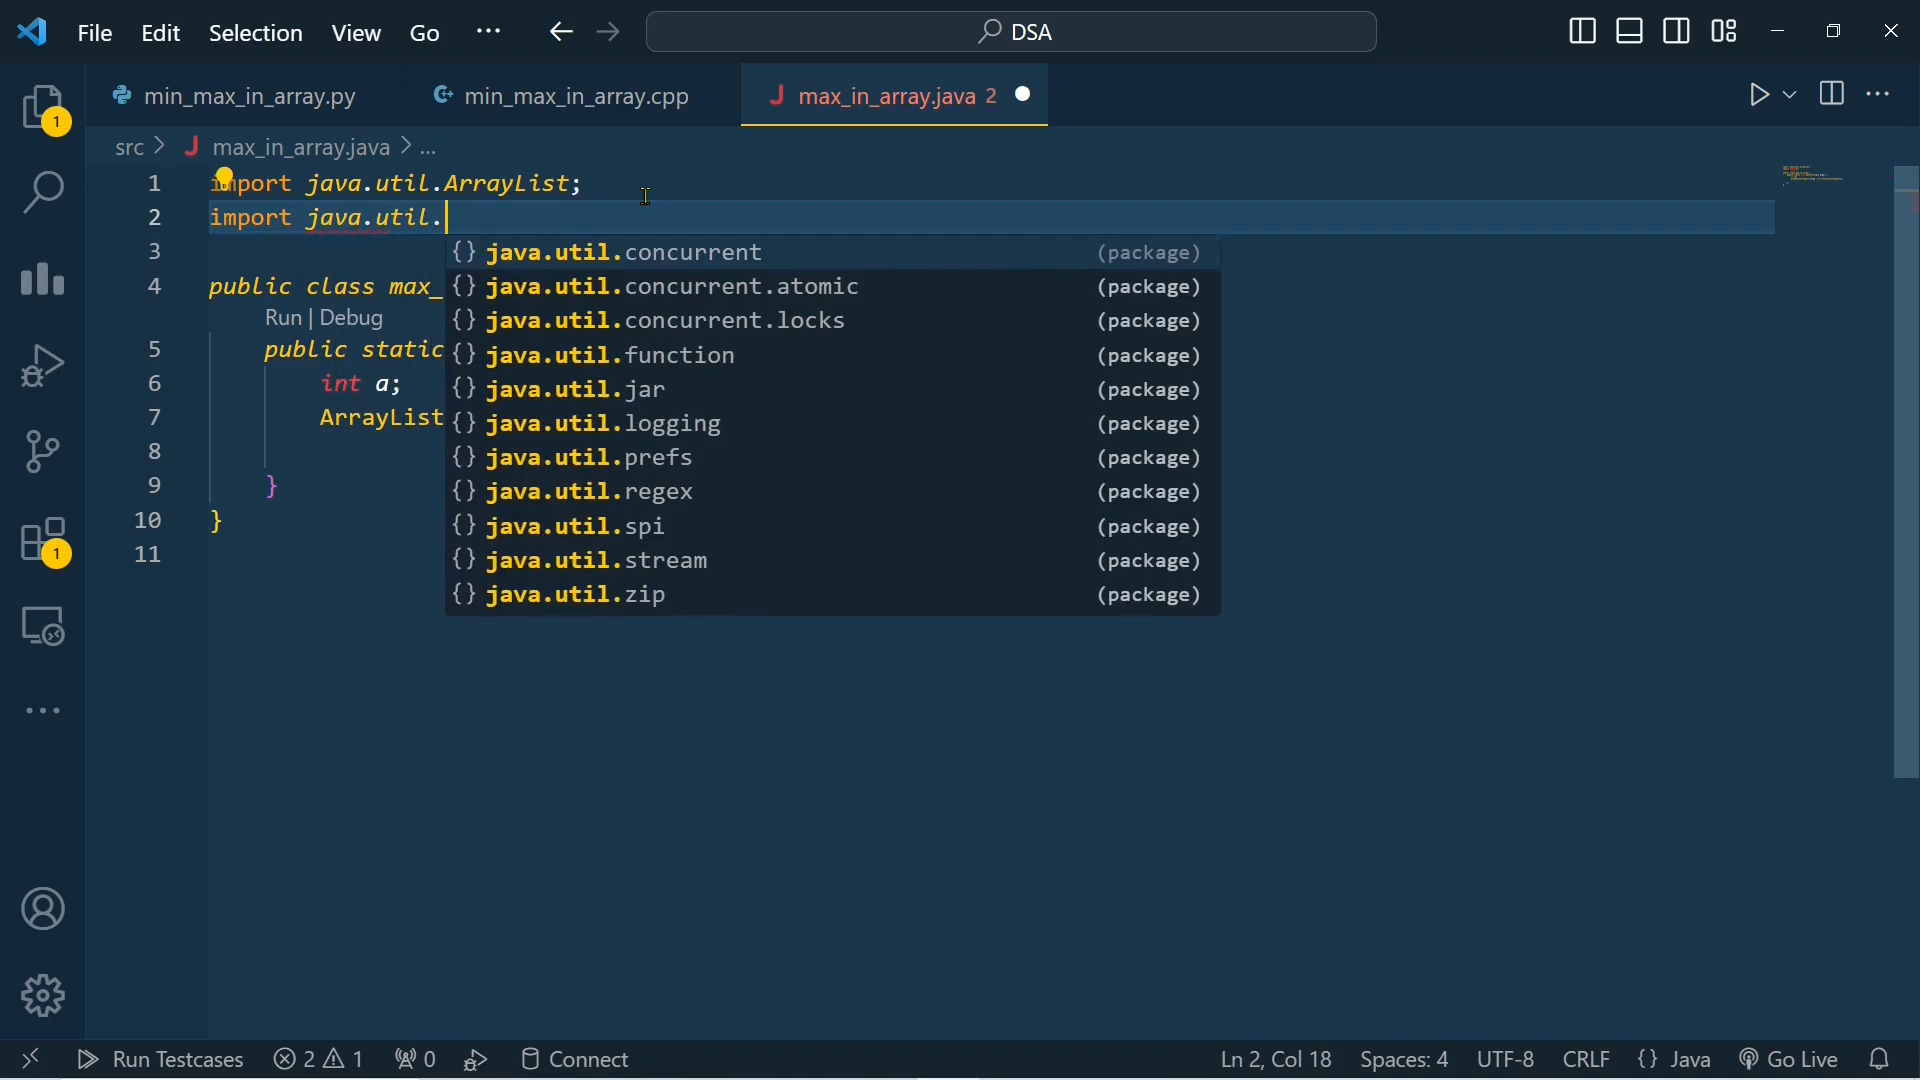 File Edit Selection View Go ··· DSA
min_max_in_array.py min_max_in_array.cpp max_in_array.java 2
src > max_in_array.java > ...
1 import java.util.ArrayList;
2 import java.util.
3
4 public class max_
Run | Debug
5 public static
6 int a;
7 ArrayList
8
9 }
10 }
11
{} java.util.concurrent (package)
{} java.util.concurrent.atomic (package)
{} java.util.concurrent.locks (package)
{} java.util.function (package)
{} java.util.jar (package)
{} java.util.logging (package)
{} java.util.prefs (package)
{} java.util.regex (package)
{} java.util.spi (package)
{} java.util.stream (package)
{} java.util.zip (package)
1
1
Run Testcases 2 1 0 Connect Ln 2, Col 18 Spaces: 4 UTF-8 CRLF {} Java Go Live